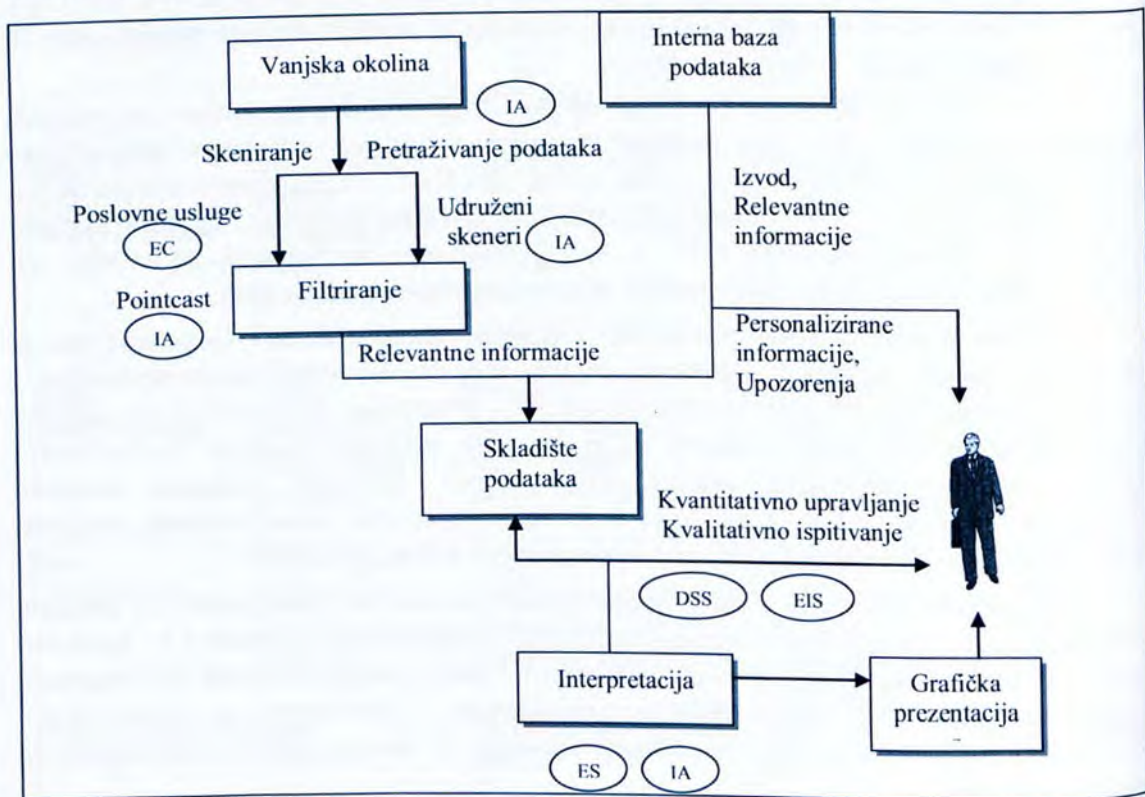 Vanjska okolina
Interna baza
podataka
IA
Skeniranje
Pretraživanje podataka
Izvod,
Relevantne
informacije
Poslovne usluge
EC
Udruženi
skeneri
IA
Filtriranje
Pointcast
IA
Relevantne informacije
Personalizirane
informacije,
Upozorenja
Skladište
podataka
Kvantitativno upravljanje
Kvalitativno ispitivanje
DSS
EIS
Interpretacija
Grafička
prezentacija
ES
IA